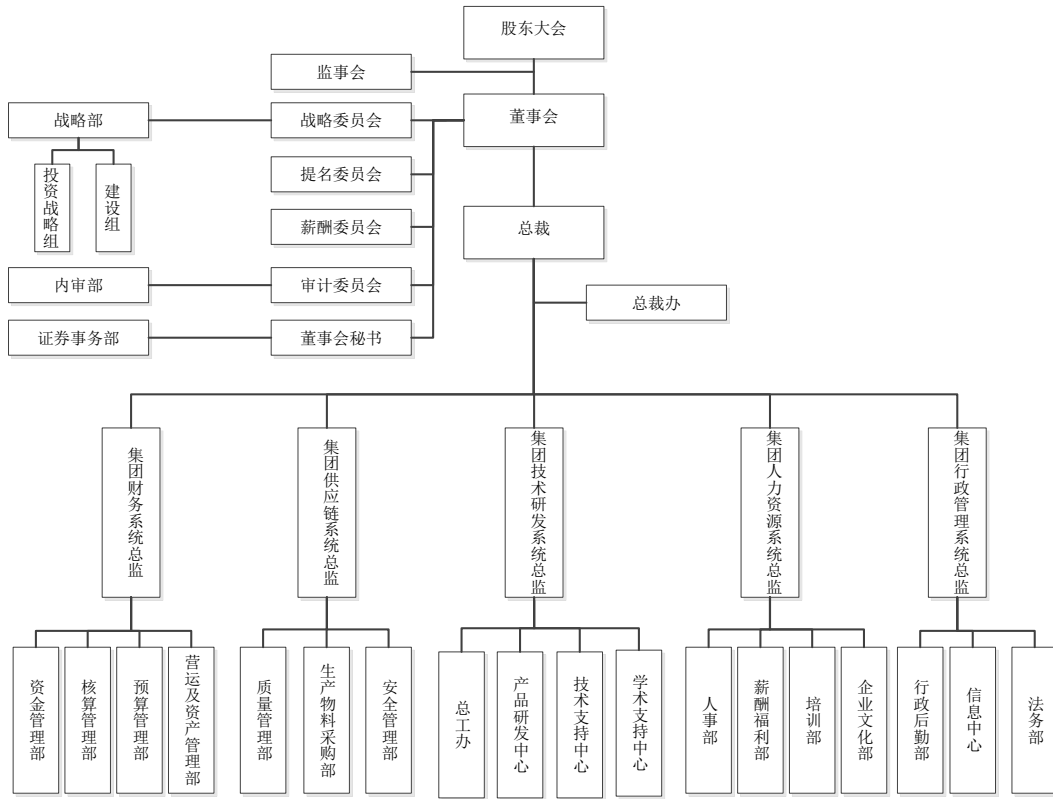 股东大会
监事会
董事会
战略部
战略委员会
提名委员会
投资战略组
建设组
薪酬委员会
总裁
内审部
审计委员会
总裁办
证券事务部
董事会秘书
集团财务系统总监
集团供应链系统总监
集团技术研发系统总监
集团人力资源系统总监
集团行政管理系统总监
资金管理部
核算管理部
预算管理部
营运及资产管理部
质量管理部
生产物料采购部
安全管理部
总工办
产品研发中心
技术支持中心
学术支持中心
人事部
薪酬福利部
培训部
企业文化部
行政后勤部
信息中心
法务部